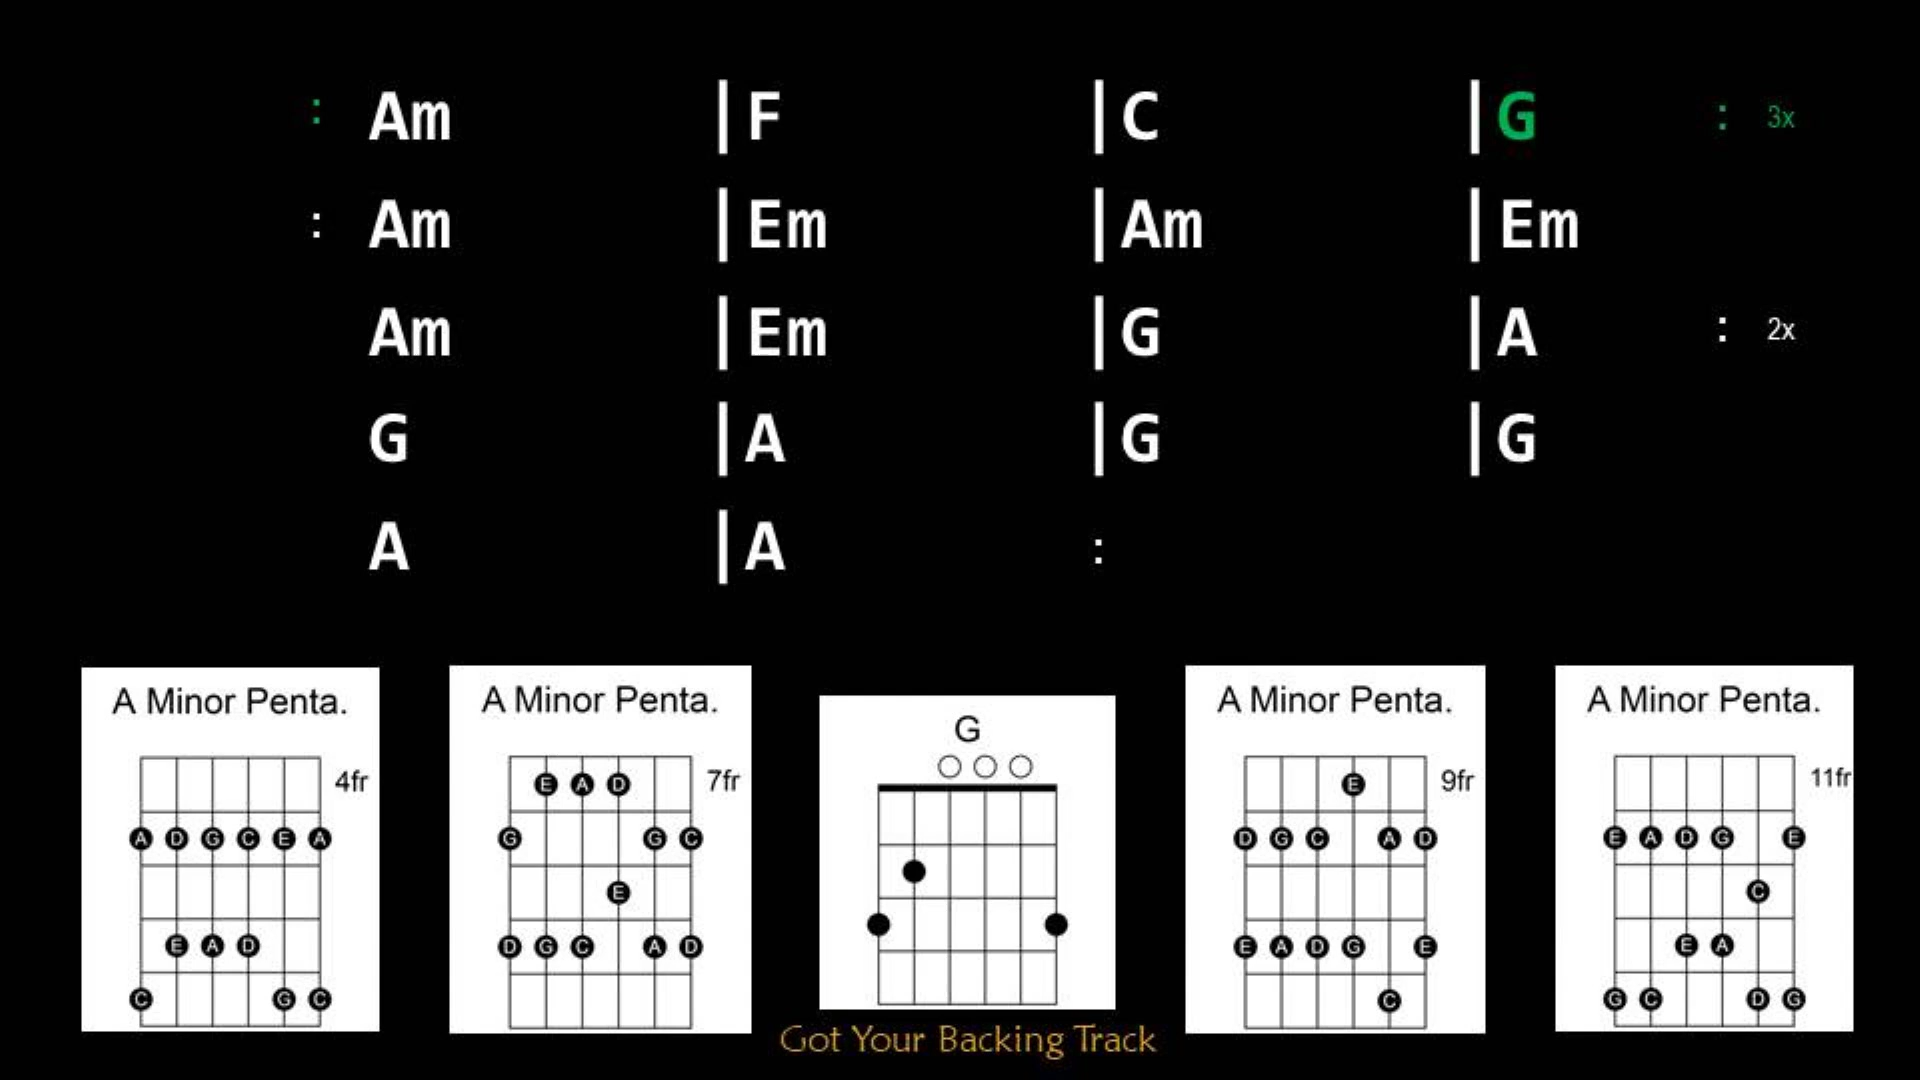 : Am | F | C | G : 3x
: Am | Em | Am | Em
Am | Em | G | A : 2x
G | A | G | G
A | A :
A Minor Penta.
4fr
A D G C E A
E A D
C G C
A Minor Penta.
E A D 7fr
G G C
E
D G C A D
G
A Minor Penta.
E 9fr
D G C A D
E A D G E
C
A Minor Penta.
11fr
E A D G E
C
E A
G C D G
Got Your Backing Track